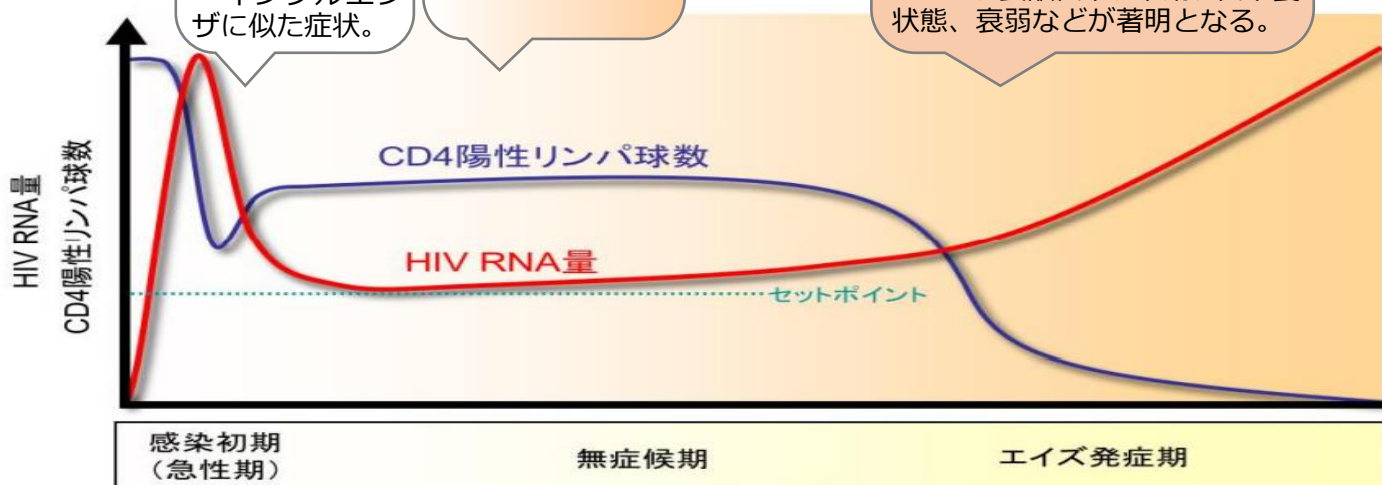 ザに似た症状。
状態、衰弱などが著明となる。
HIV RNA量
CD4陽性リンパ球数
CD4陽性リンパ球数
HIV RNA量
セットポイント
感染初期
(急性期)
無症候期
エイズ発症期